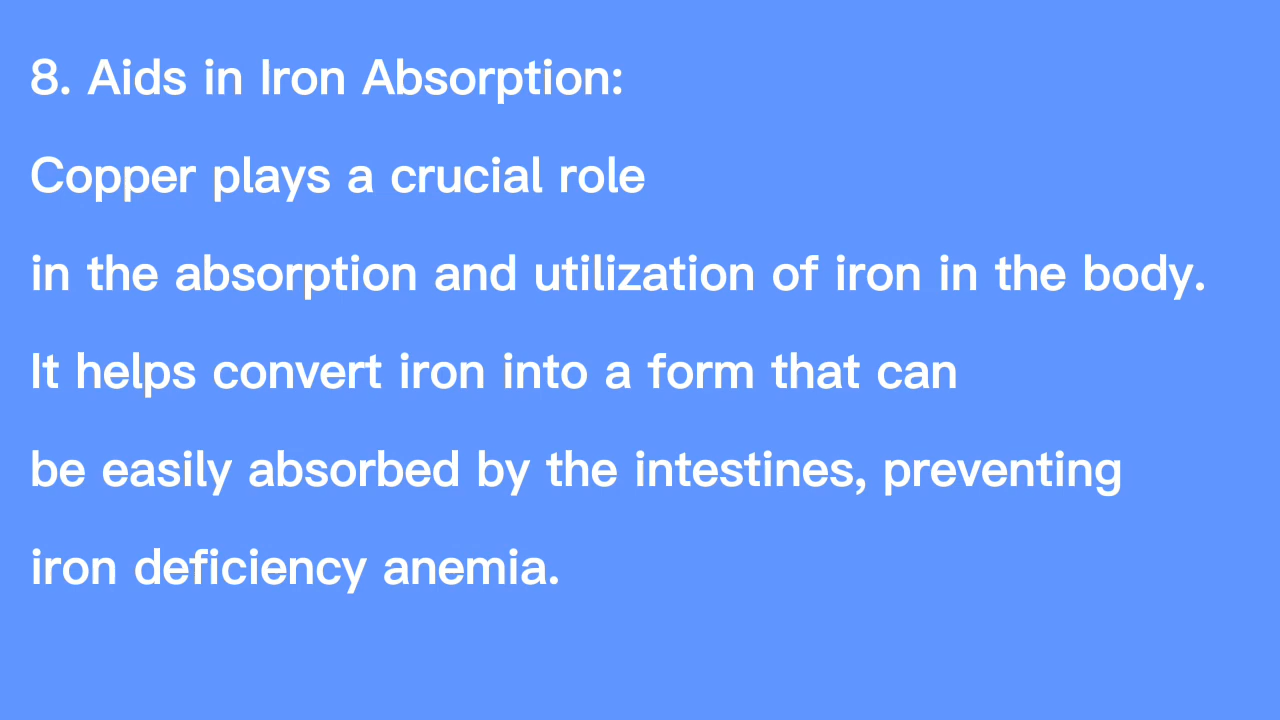 8. Aids in Iron Absorption:
Copper plays a crucial role
in the absorption and utilization of iron in the body.
It helps convert iron into a form that can
be easily absorbed by the intestines, preventing
iron deficiency anemia.